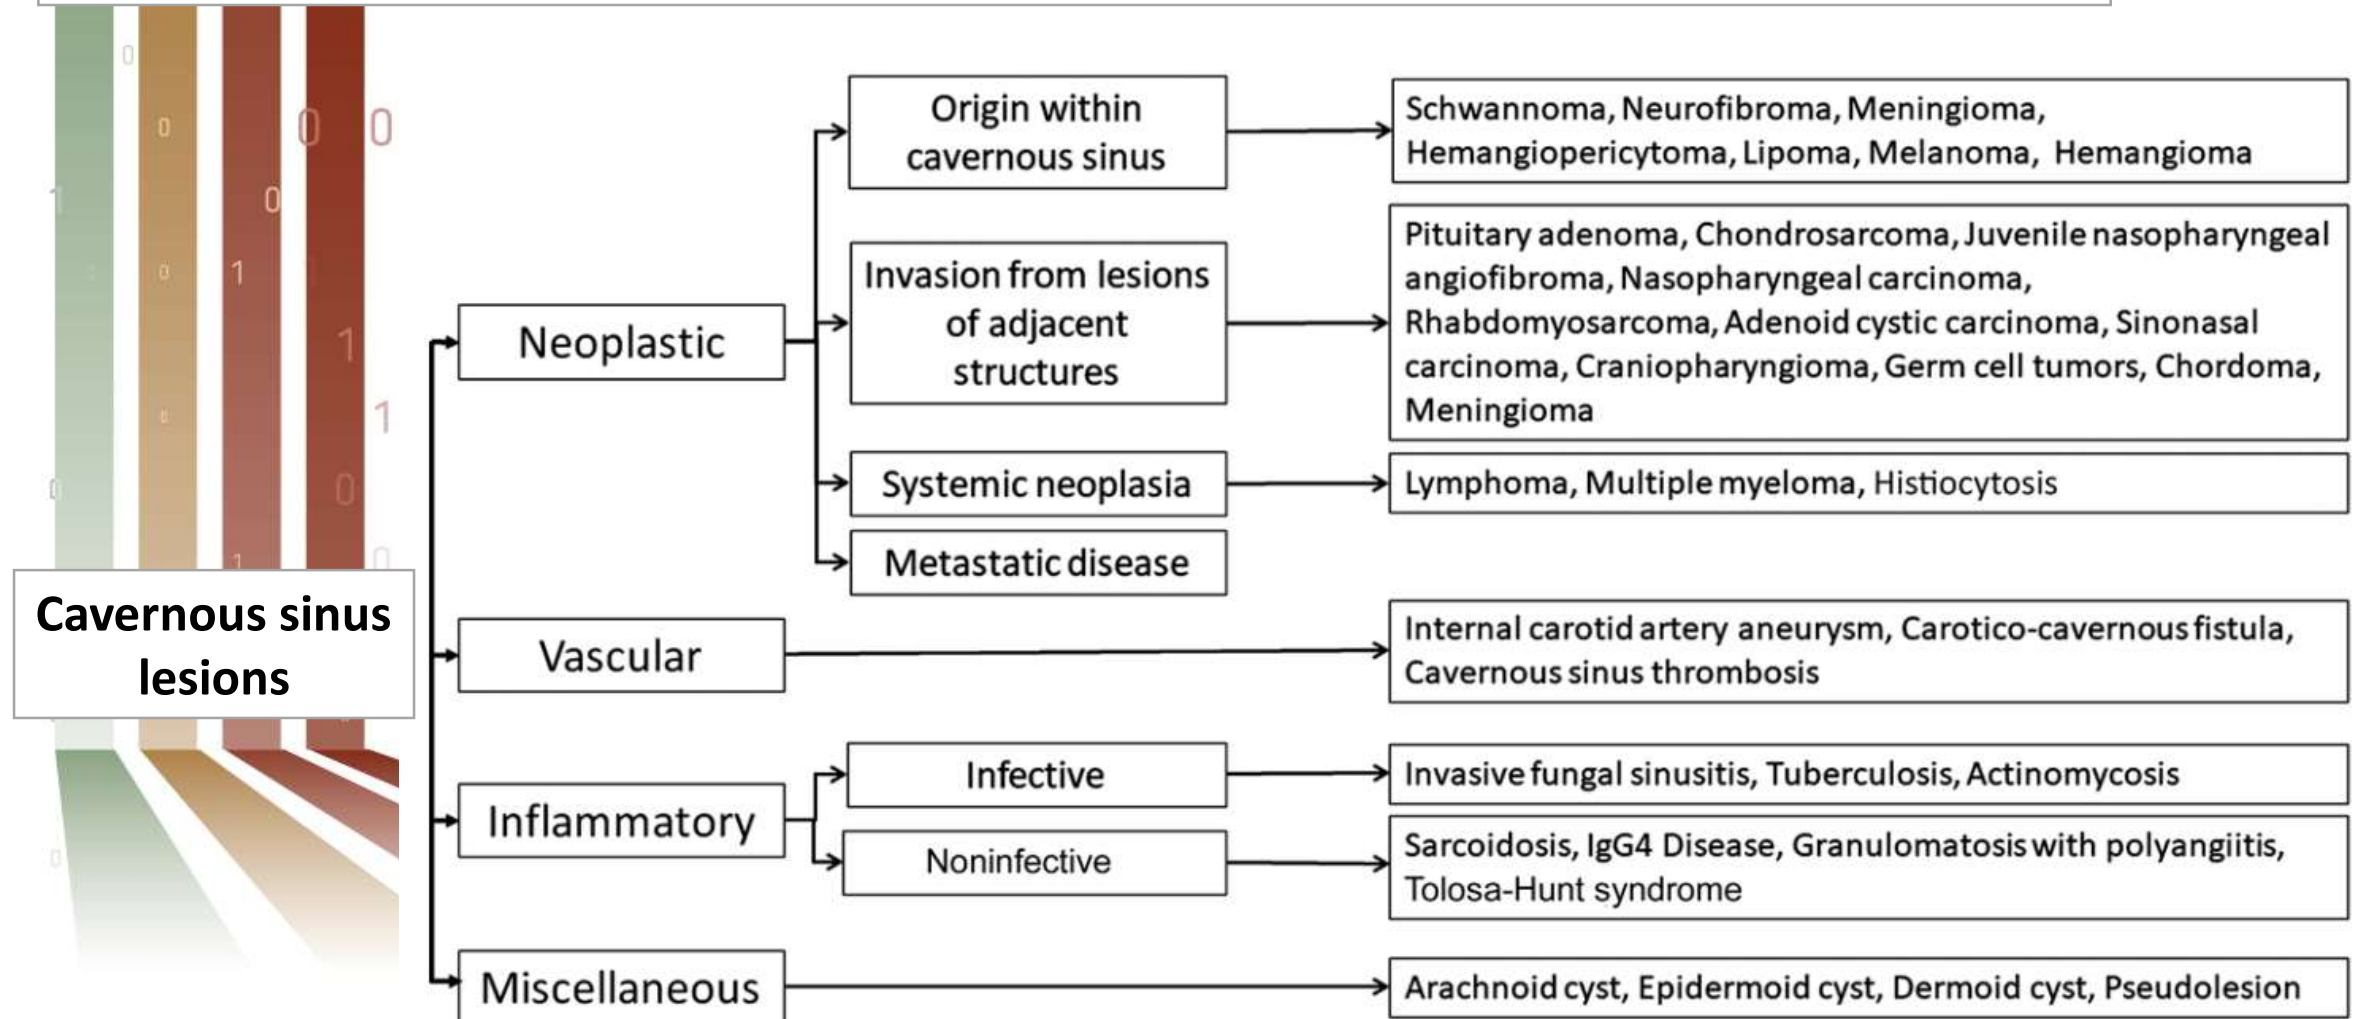 Cavernous sinus
lesions
Neoplastic
Origin within
cavernous sinus
Schwannoma, Neurofibroma, Meningioma,
Hemangiopericytoma, Lipoma, Melanoma, Hemangioma
Invasion from lesions
of adjacent
structures
Pituitary adenoma, Chondrosarcoma, Juvenile nasopharyngeal
angiofibroma, Nasopharyngeal carcinoma,
Rhabdomyosarcoma, Adenoid cystic carcinoma, Sinonasal
carcinoma, Craniopharyngioma, Germ cell tumors, Chordoma,
Meningioma
Systemic neoplasia
Lymphoma, Multiple myeloma, Histiocytosis
Metastatic disease
Vascular
Internal carotid artery aneurysm, Carotico-cavernous fistula,
Cavernous sinus thrombosis
Inflammatory
Infective
Invasive fungal sinusitis, Tuberculosis, Actinomycosis
Noninfective
Sarcoidosis, IgG4 Disease, Granulomatosis with polyangiitis,
Tolosa-Hunt syndrome
Miscellaneous
Arachnoid cyst, Epidermoid cyst, Dermoid cyst, Pseudolesion